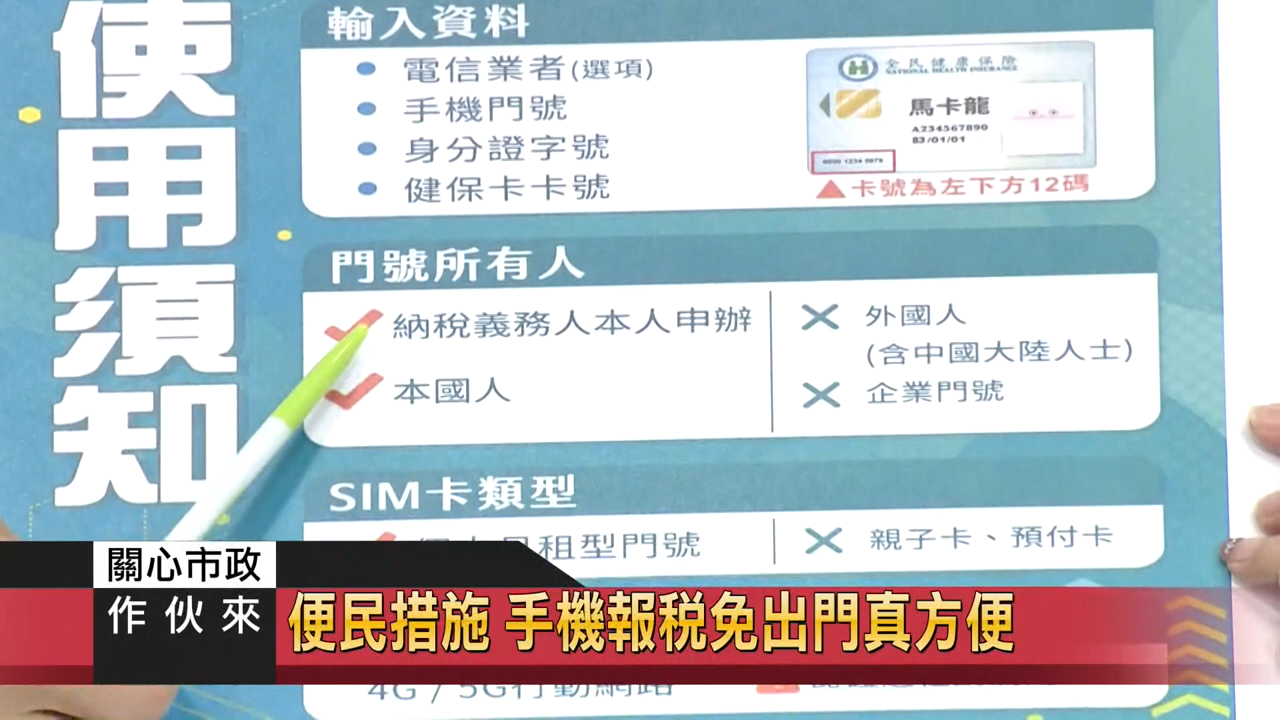 使用須知
輸入資料
電信業者(選項)
手機門號
身分證字號
健保卡卡號
全民健康保險
NATIONAL HEALTH INSURANCE
馬卡龍
A234567890
83/01/01
0000 1234 5678
卡號為左下方12碼
門號所有人
納稅義務人本人申辦
本國人
外國人
(含中國大陸人士)
企業門號
SIM卡類型
月租型門號
親子卡、預付卡
關心市政
作伙來
便民措施 手機報稅免出門真方便
4G / 5G行動網路